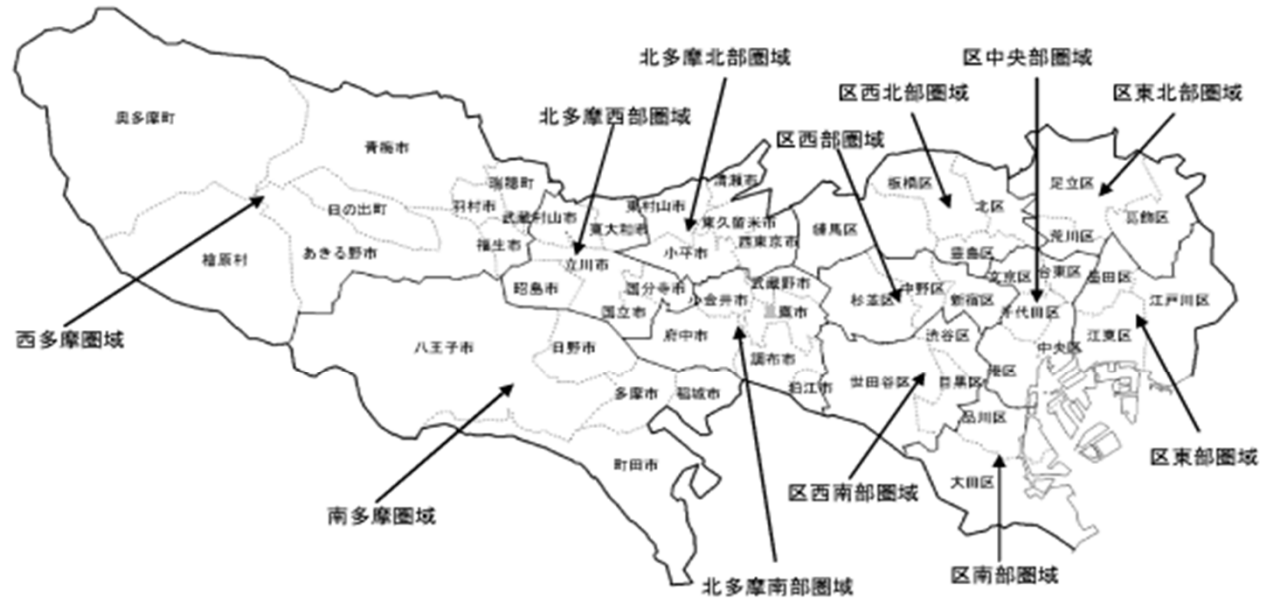 北多摩北部圏域
区中央部圏域
区西北部圏域
区東北部圏域
北多摩西部圏域
区西部圏域
奥多摩町
青梅市
瑞穂町
清瀬市
板橋区
足立区
日の出町
羽村市
武蔵村山市
東村山市
北区
葛飾区
東大和市
東久留米市
練馬区
荒川区
西東京市
福生市
あきる野市
檜原村
小平市
豊島区
立川市
文京区
台東区
墨田区
昭島市
国分寺市
武蔵野市
中野区
杉並区
新宿区
江戸川区
小金井市
国立市
三鷹市
千代田区
西多摩圏域
府中市
渋谷区
江東区
八王子市
日野市
中央区
調布市
港区
世田谷区
目黒区
狛江市
多摩市
稲城市
品川区
町田市
区東部圏域
大田区
区西南部圏域
南多摩圏域
区南部圏域
北多摩南部圏域